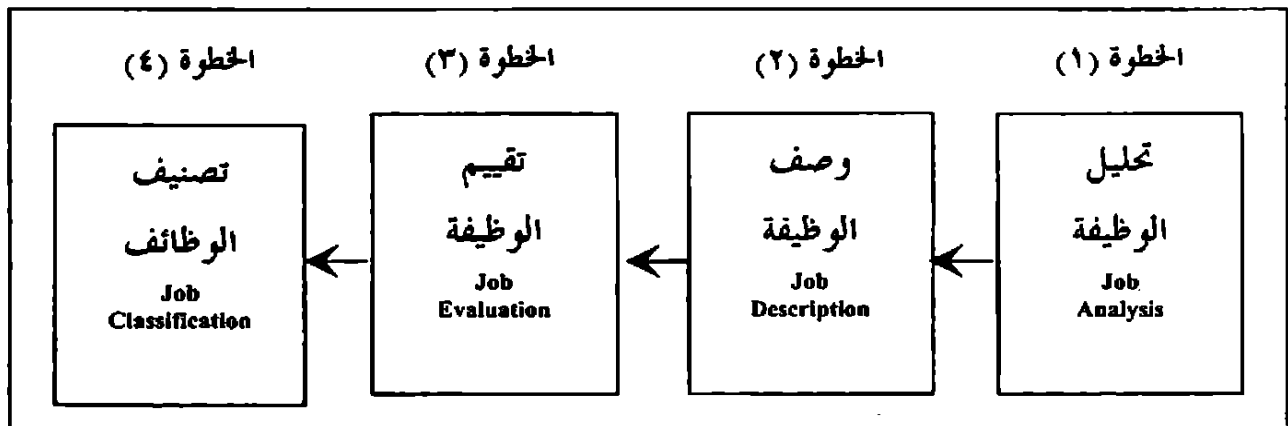 الخطوة (١)
الخطوة (٢)
الخطوة (٣)
الخطوة (٤)
تحليل
الوظيفة
Job
Analysis
وصف
الوظيفة
Job
Description
تقييم
الوظيفة
Job
Evaluation
تصنيف
الوظائف
Job
Classification